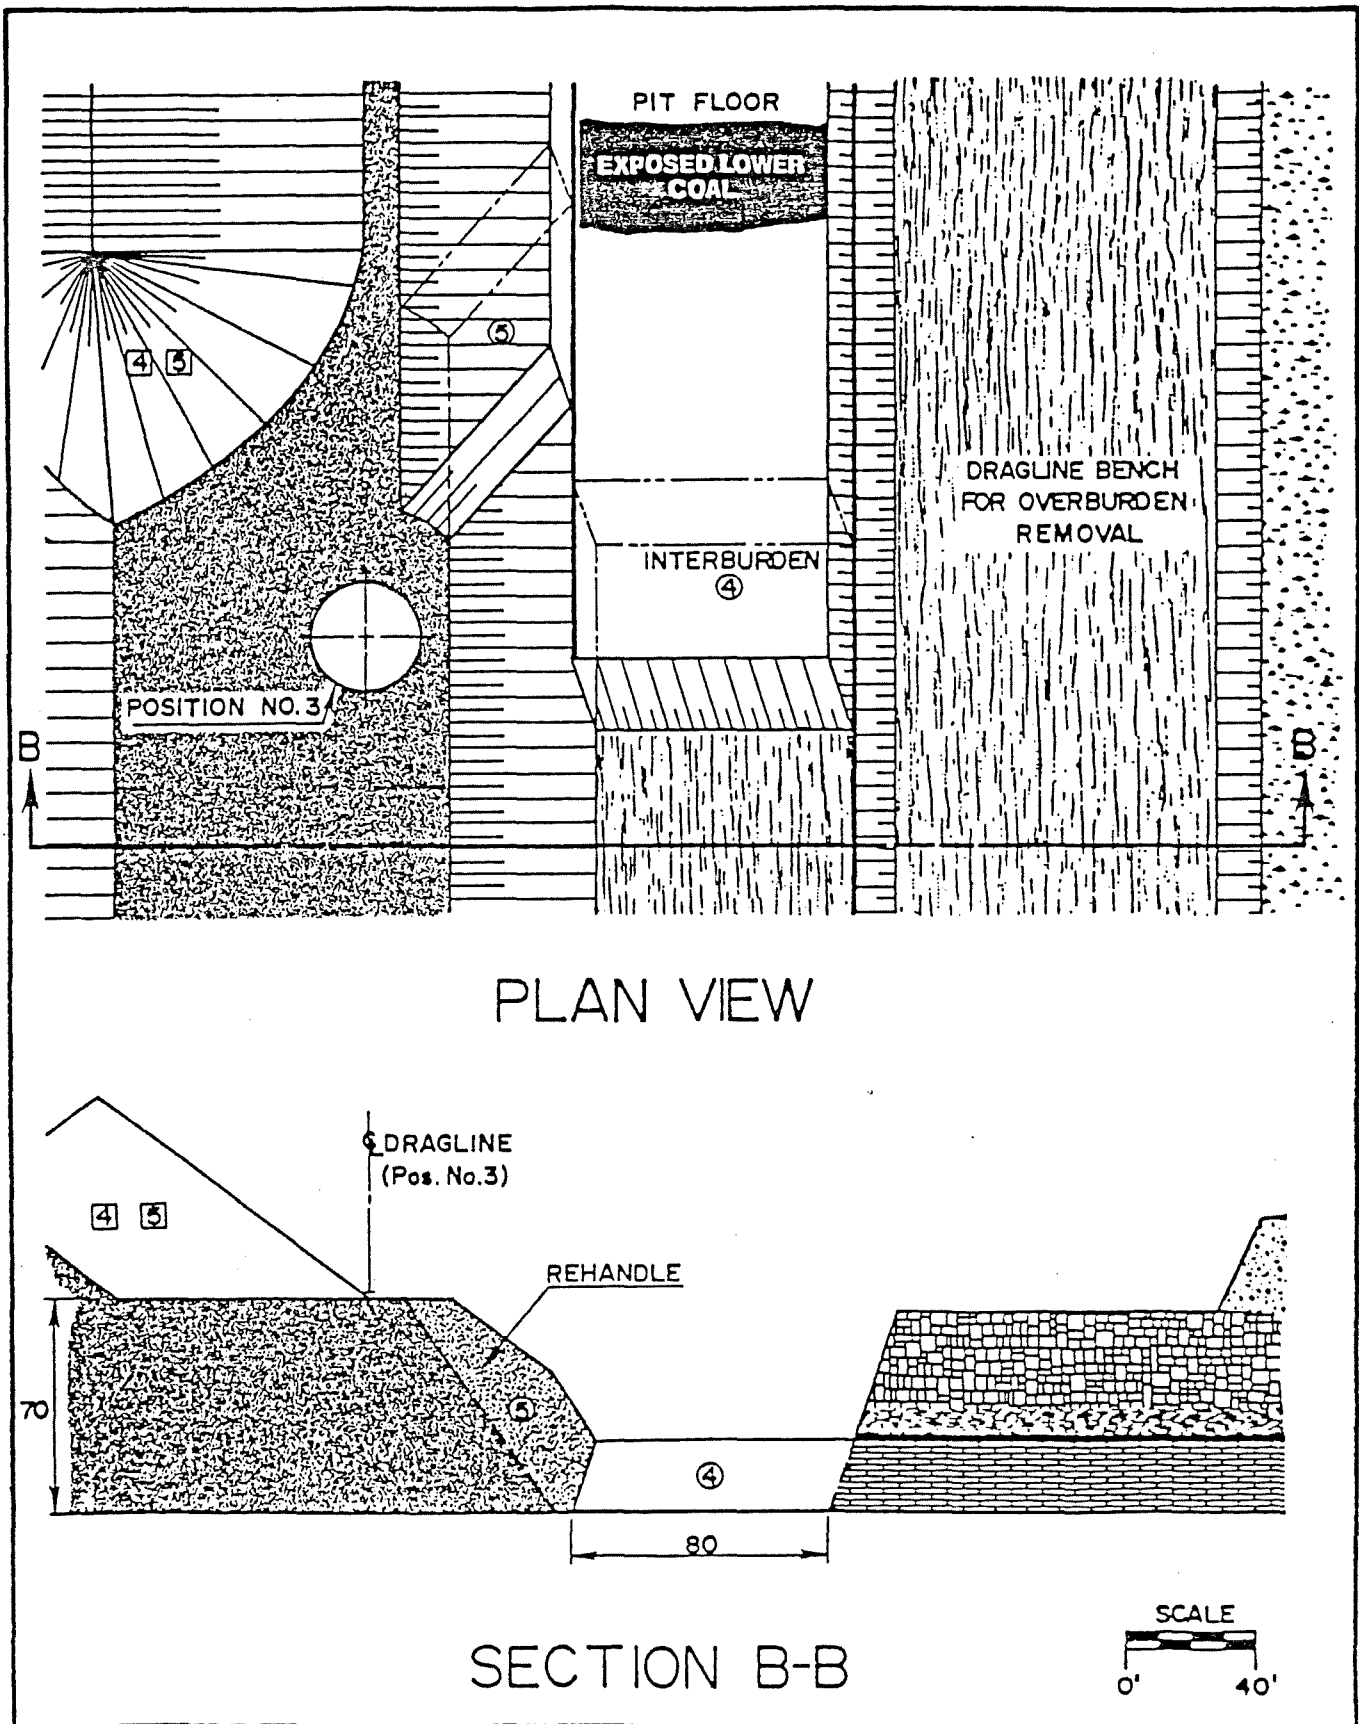 PIT FLOOR
EXPOSED LOWER
COAL
5
4 5
DRAGLINE BENCH
FOR OVERBURDEN
REMOVAL
INTERBURDEN
4
POSITION NO. 3
B
B
PLAN VIEW
℄ DRAGLINE
(Pos. No.3)
4 5
REHANDLE
70
5
4
80
SCALE
0' 40'
SECTION B-B